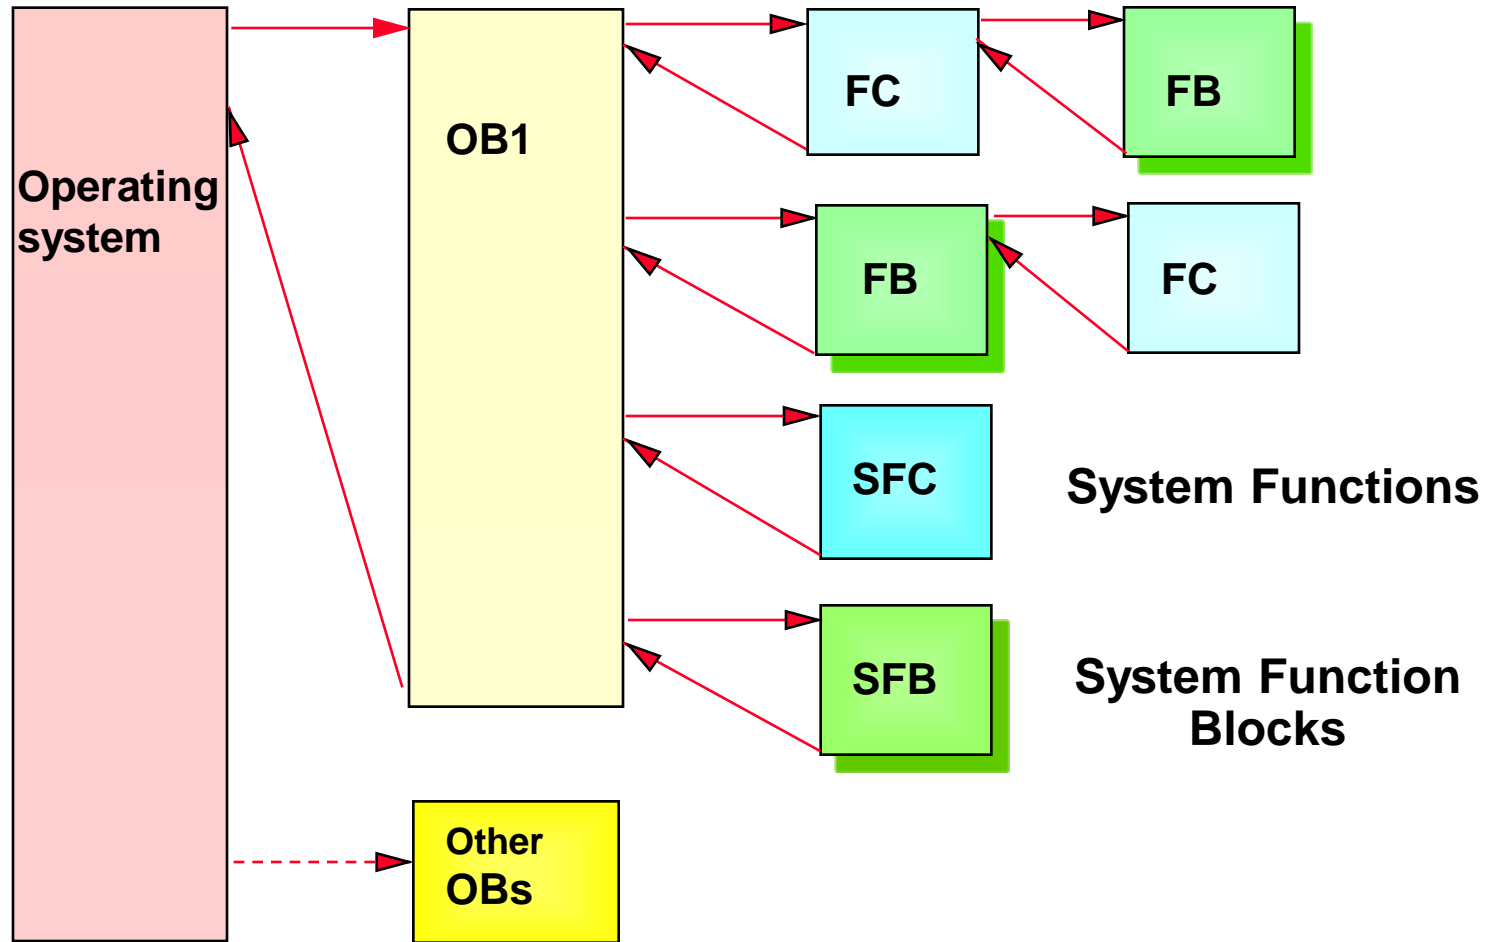 Operating
system
OB1
FC
FB
FB
FC
SFC
System Functions
SFB
System Function
Blocks
Other
OBs